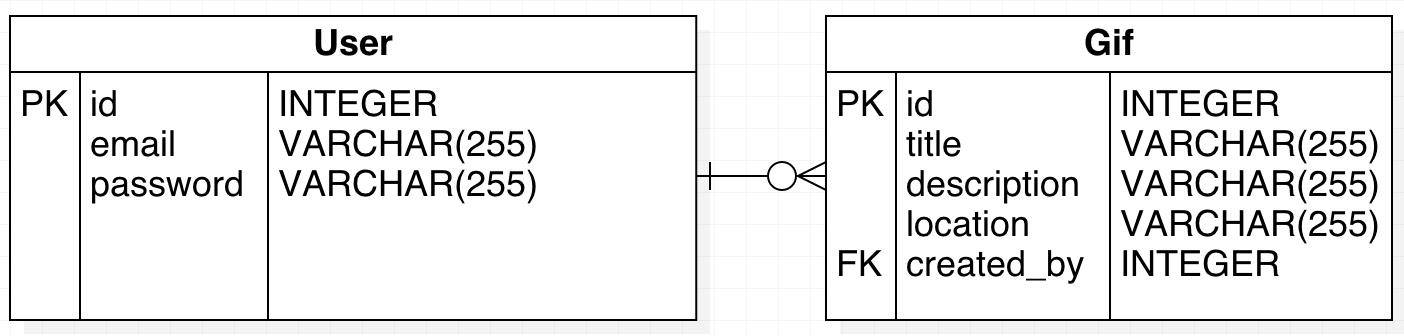 User
PK id INTEGER
email VARCHAR(255)
password VARCHAR(255)
Gif
PK id INTEGER
title VARCHAR(255)
description VARCHAR(255)
location VARCHAR(255)
FK created_by INTEGER